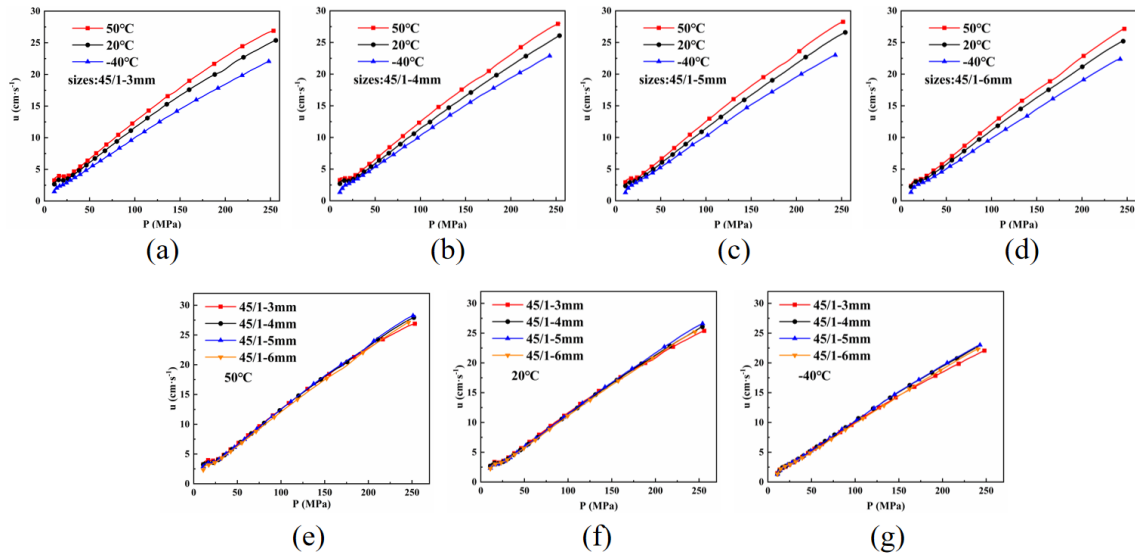 30
25
20
15
10
5
0
0 50 100 150 200 250
u (cm·s⁻¹)
P (MPa)
50℃
20℃
-40℃
sizes:45/1-3mm
(a)
30
25
20
15
10
5
0
0 50 100 150 200 250
u (cm·s⁻¹)
P (MPa)
50℃
20℃
-40℃
sizes:45/1-4mm
(b)
30
25
20
15
10
5
0
0 50 100 150 200 250
u (cm·s⁻¹)
P (MPa)
50℃
20℃
-40℃
sizes:45/1-5mm
(c)
30
25
20
15
10
5
0
0 50 100 150 200 250
u (cm·s⁻¹)
P (MPa)
50℃
20℃
-40℃
sizes:45/1-6mm
(d)
30
25
20
15
10
5
0
0 50 100 150 200 250
u (cm·s⁻¹)
P (MPa)
45/1-3mm
45/1-4mm
45/1-5mm
45/1-6mm
50℃
(e)
30
25
20
15
10
5
0
0 50 100 150 200 250
u (cm·s⁻¹)
P (MPa)
45/1-3mm
45/1-4mm
45/1-5mm
45/1-6mm
20℃
(f)
30
25
20
15
10
5
0
0 50 100 150 200 250
u (cm·s⁻¹)
P (MPa)
45/1-3mm
45/1-4mm
45/1-5mm
45/1-6mm
-40℃
(g)